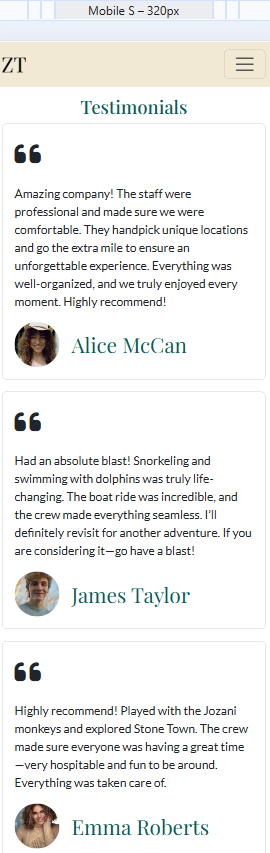 Mobile S – 320px
ZT
Testimonials
Amazing company! The staff were
professional and made sure we were
comfortable. They handpick unique locations
and go the extra mile to ensure an
unforgettable experience. Everything was
well-organized, and we truly enjoyed every
moment. Highly recommend!
Alice McCan
Had an absolute blast! Snorkeling and
swimming with dolphins was truly life-
changing. The boat ride was incredible, and
the crew made everything seamless. I'll
definitely revisit for another adventure. If you
are considering it—go have a blast!
James Taylor
Highly recommend! Played with the Jozani
monkeys and explored Stone Town. The crew
made sure everyone was having a great time
—very hospitable and fun to be around.
Everything was taken care of.
Emma Roberts